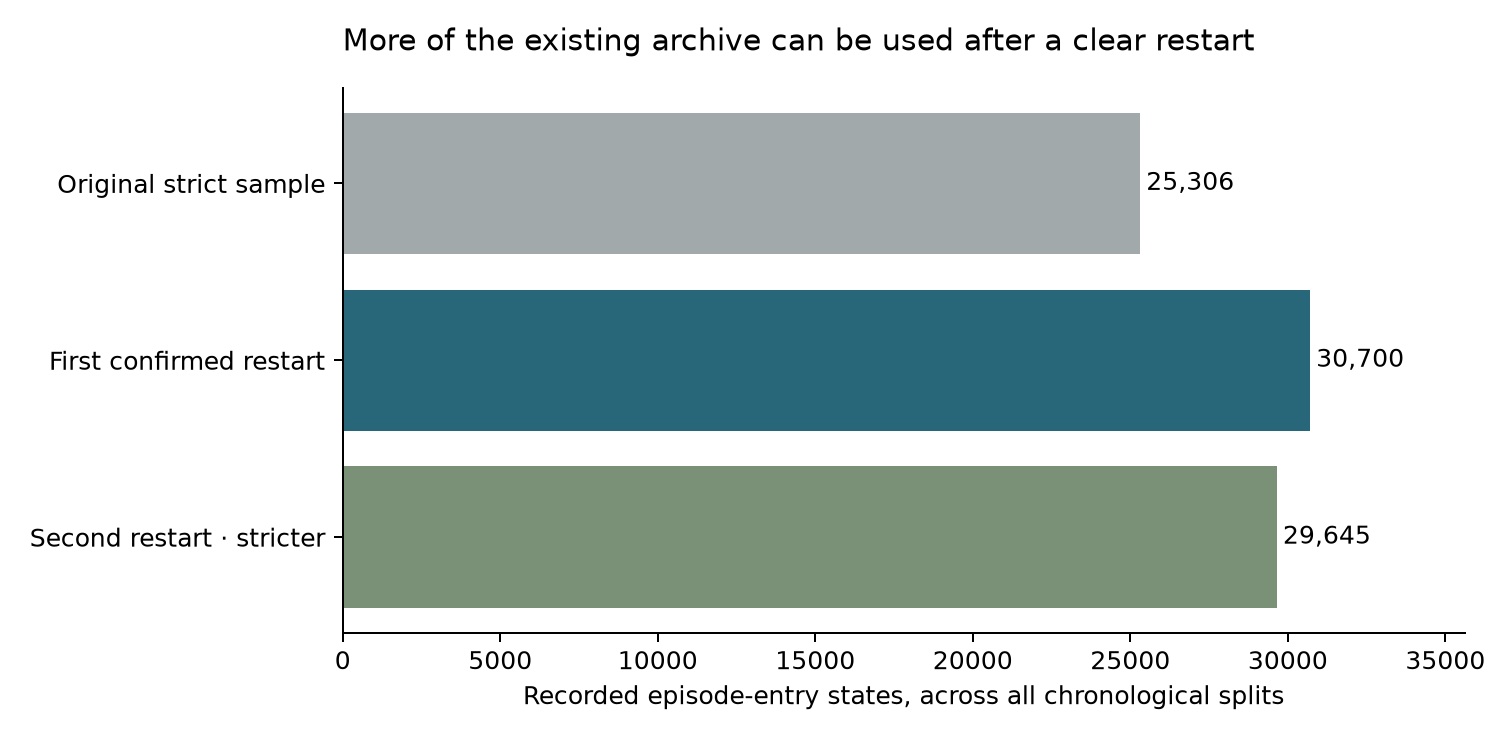 More of the existing archive can be used after a clear restart
Original strict sample
25,306
First confirmed restart
30,700
Second restart · stricter
29,645
0 5000 10000 15000 20000 25000 30000 35000
Recorded episode-entry states, across all chronological splits